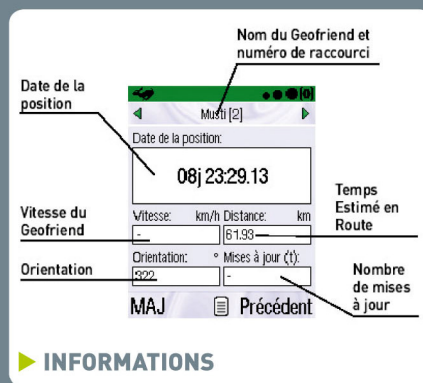 Nom du Geofriend et
numéro de raccourci
Date de la
position
[0]
Musti [2]
Date de la position:
08j 23:29.13
Vitesse du
Geofriend
Vitesse: km/h Distance: km
- 61.93
Temps
Estimé en
Route
Orientation
Orientation: ° Mises à jour (t):
322 -
Nombre
de mises
à jour
MAJ Précédent
INFORMATIONS